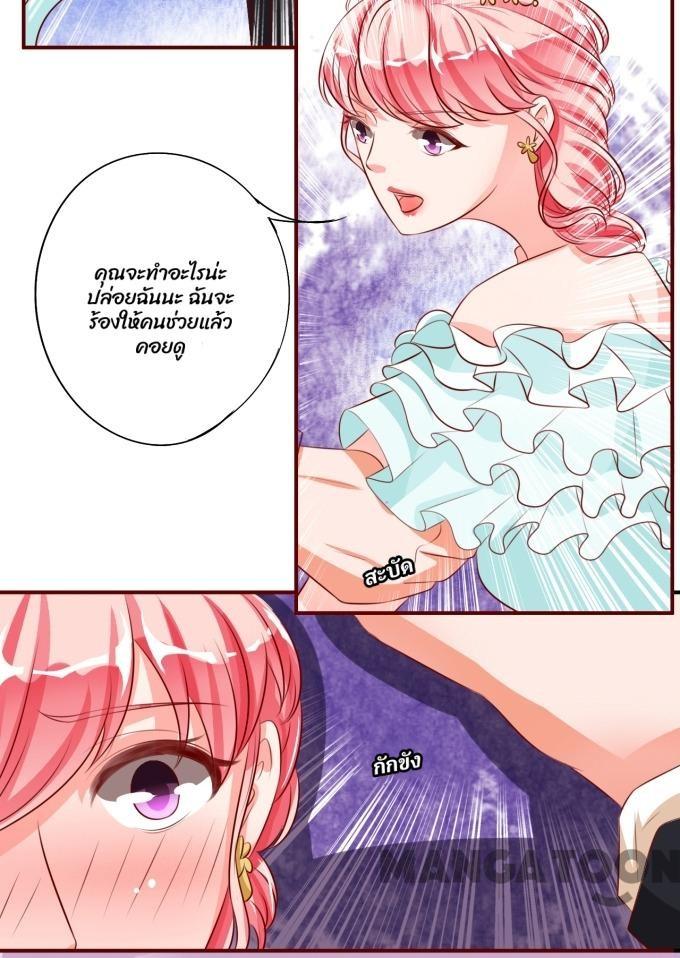 คุณจะทำอะไรน่ะ
ปล่อยฉันนะ ฉันจะ
ร้องให้คนช่วยแล้ว
คอยดู
สะบัด
กักขัง
MANGATOON